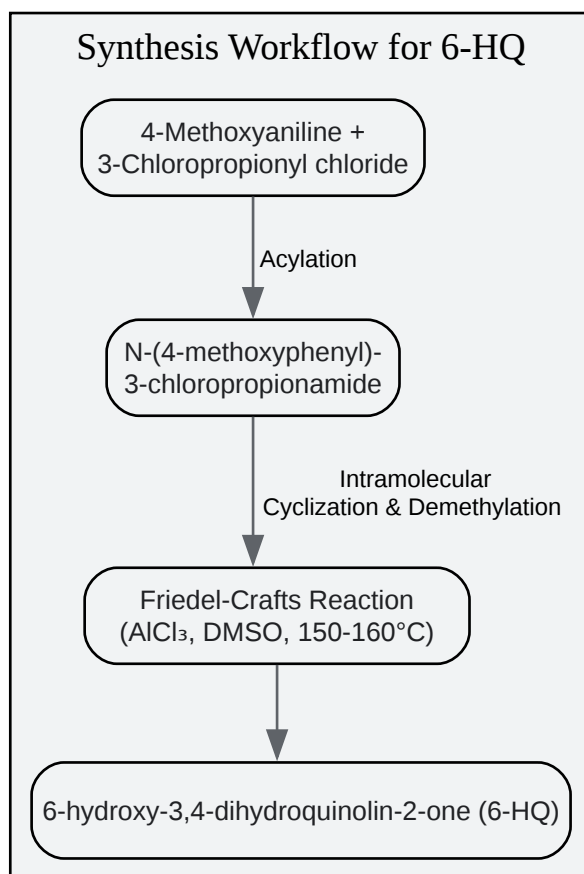 Synthesis Workflow for 6-HQ
4-Methoxyaniline +
3-Chloropropionyl chloride
Acylation
N-(4-methoxyphenyl)-
3-chloropropionamide
Intramolecular
Cyclization & Demethylation
Friedel-Crafts Reaction
(AlCl₃, DMSO, 150-160°C)
6-hydroxy-3,4-dihydroquinolin-2-one (6-HQ)